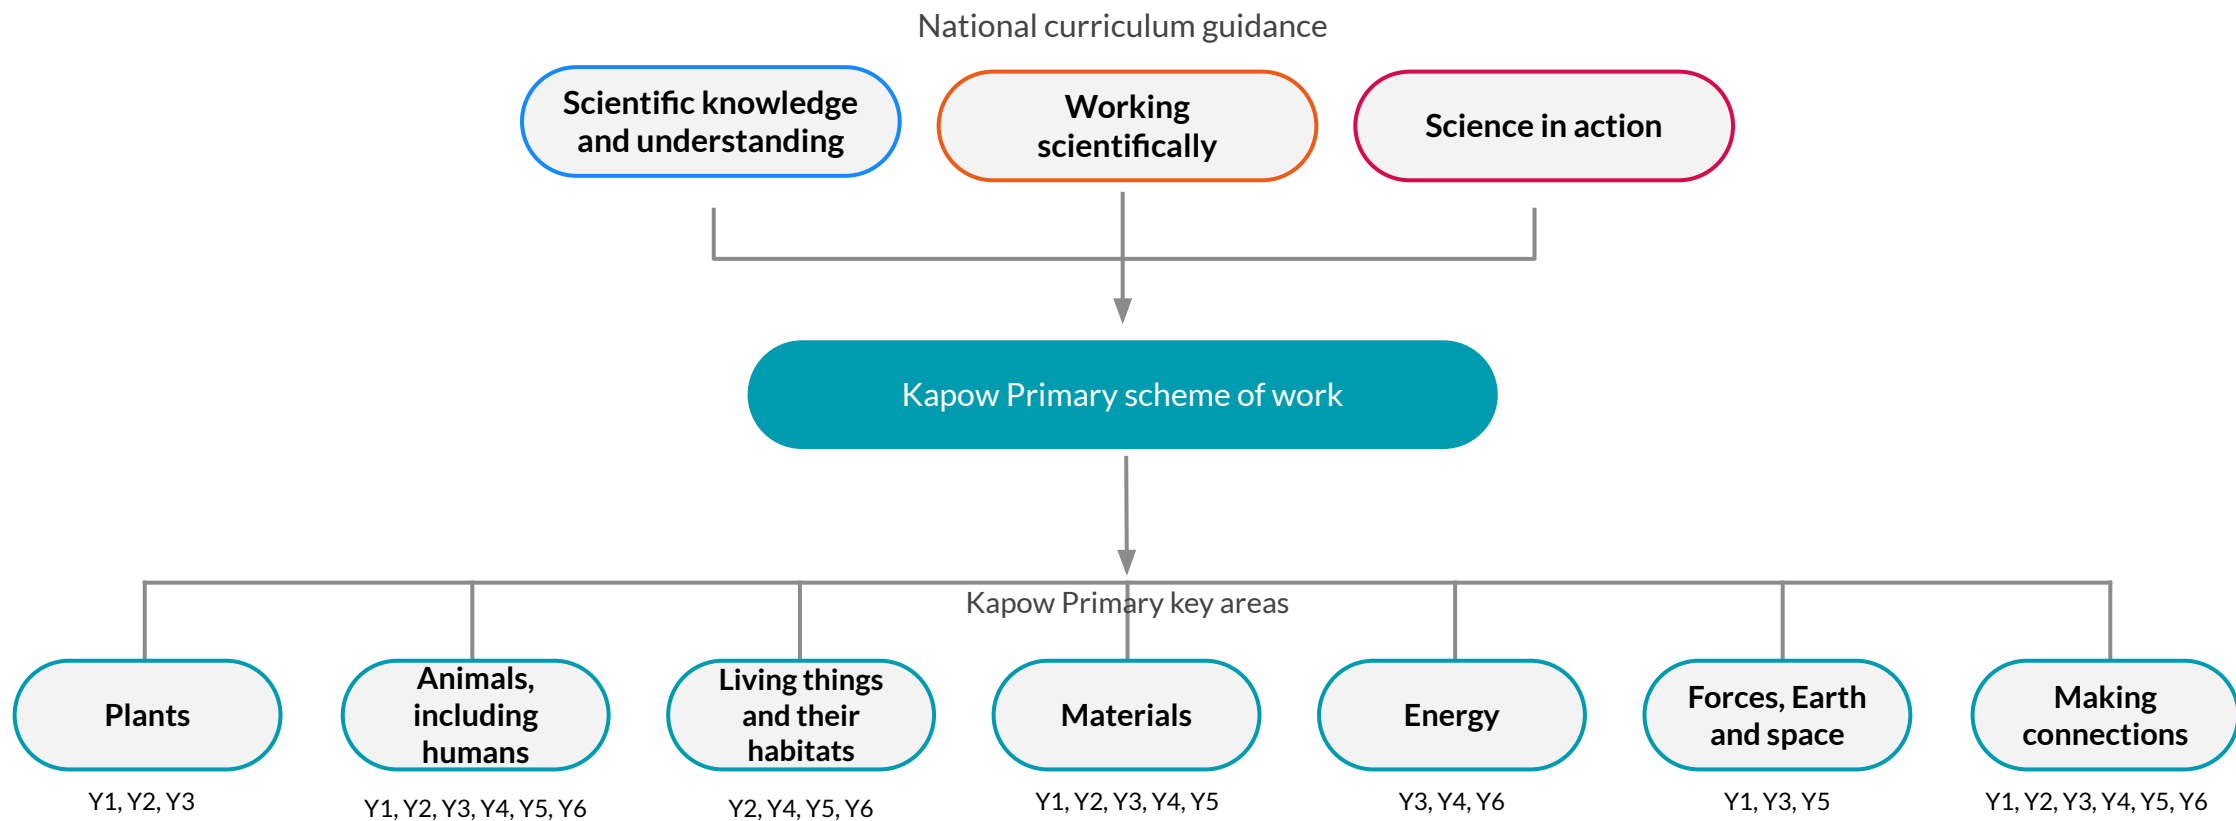 National curriculum guidance
Scientific knowledge
and understanding
Working
scientifically
Science in action
Kapow Primary scheme of work
Kapow Primary key areas
Plants
Animals,
including
humans
Living things
and their
habitats
Materials
Energy
Forces, Earth
and space
Making
connections
Y1, Y2, Y3
Y1, Y2, Y3, Y4, Y5, Y6
Y2, Y4, Y5, Y6
Y1, Y2, Y3, Y4, Y5
Y3, Y4, Y6
Y1, Y3, Y5
Y1, Y2, Y3, Y4, Y5, Y6